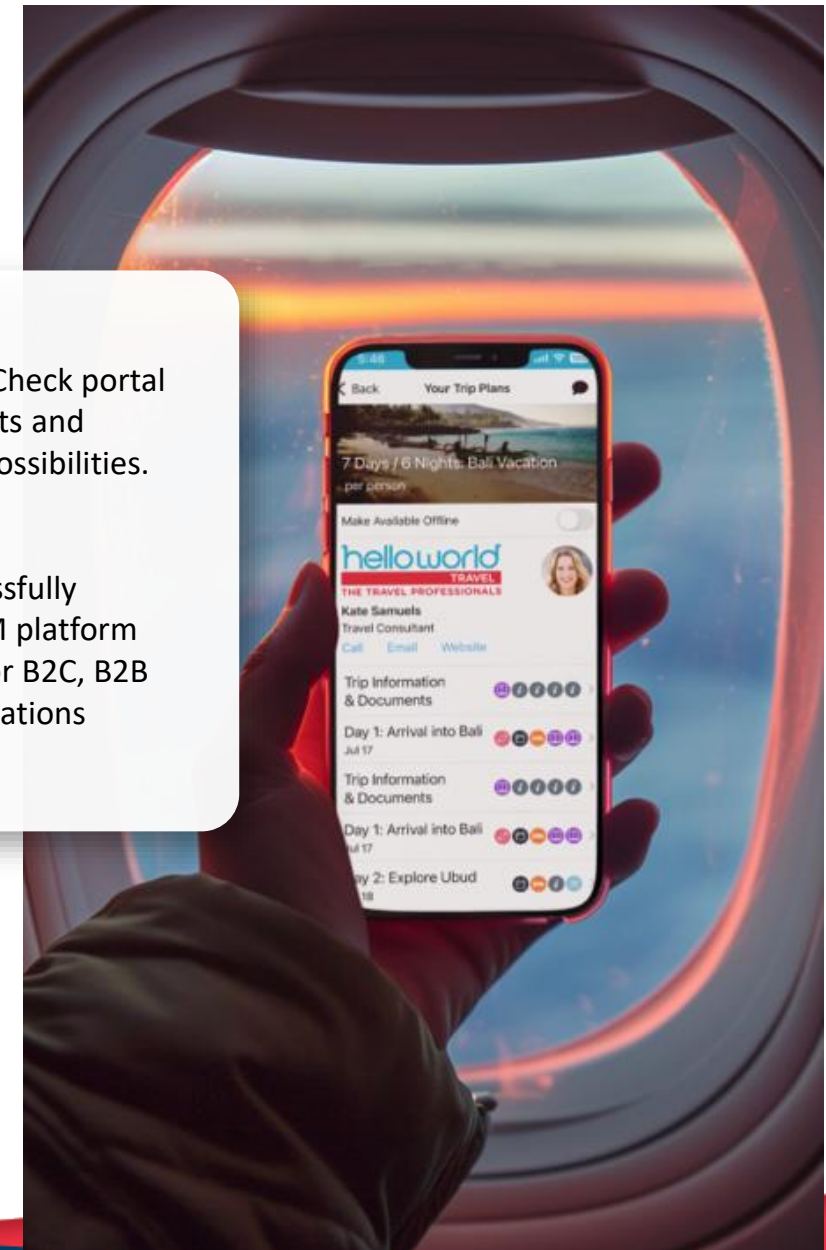 Check portal
ts and
ossibilities.
ssfully
M platform
or B2C, B2B
ations
5:46
Back Your Trip Plans
7 Days / 6 Nights: Bali Vacation
per person
Make Available Offline
helloworld
TRAVEL
THE TRAVEL PROFESSIONALS
Kate Samuels
Travel Consultant
Call Email Website
Trip Information
& Documents
Day 1: Arrival into Bali
Jul 17
Trip Information
& Documents
Day 1: Arrival into Bali
Jul 17
ay 2: Explore Ubud
18